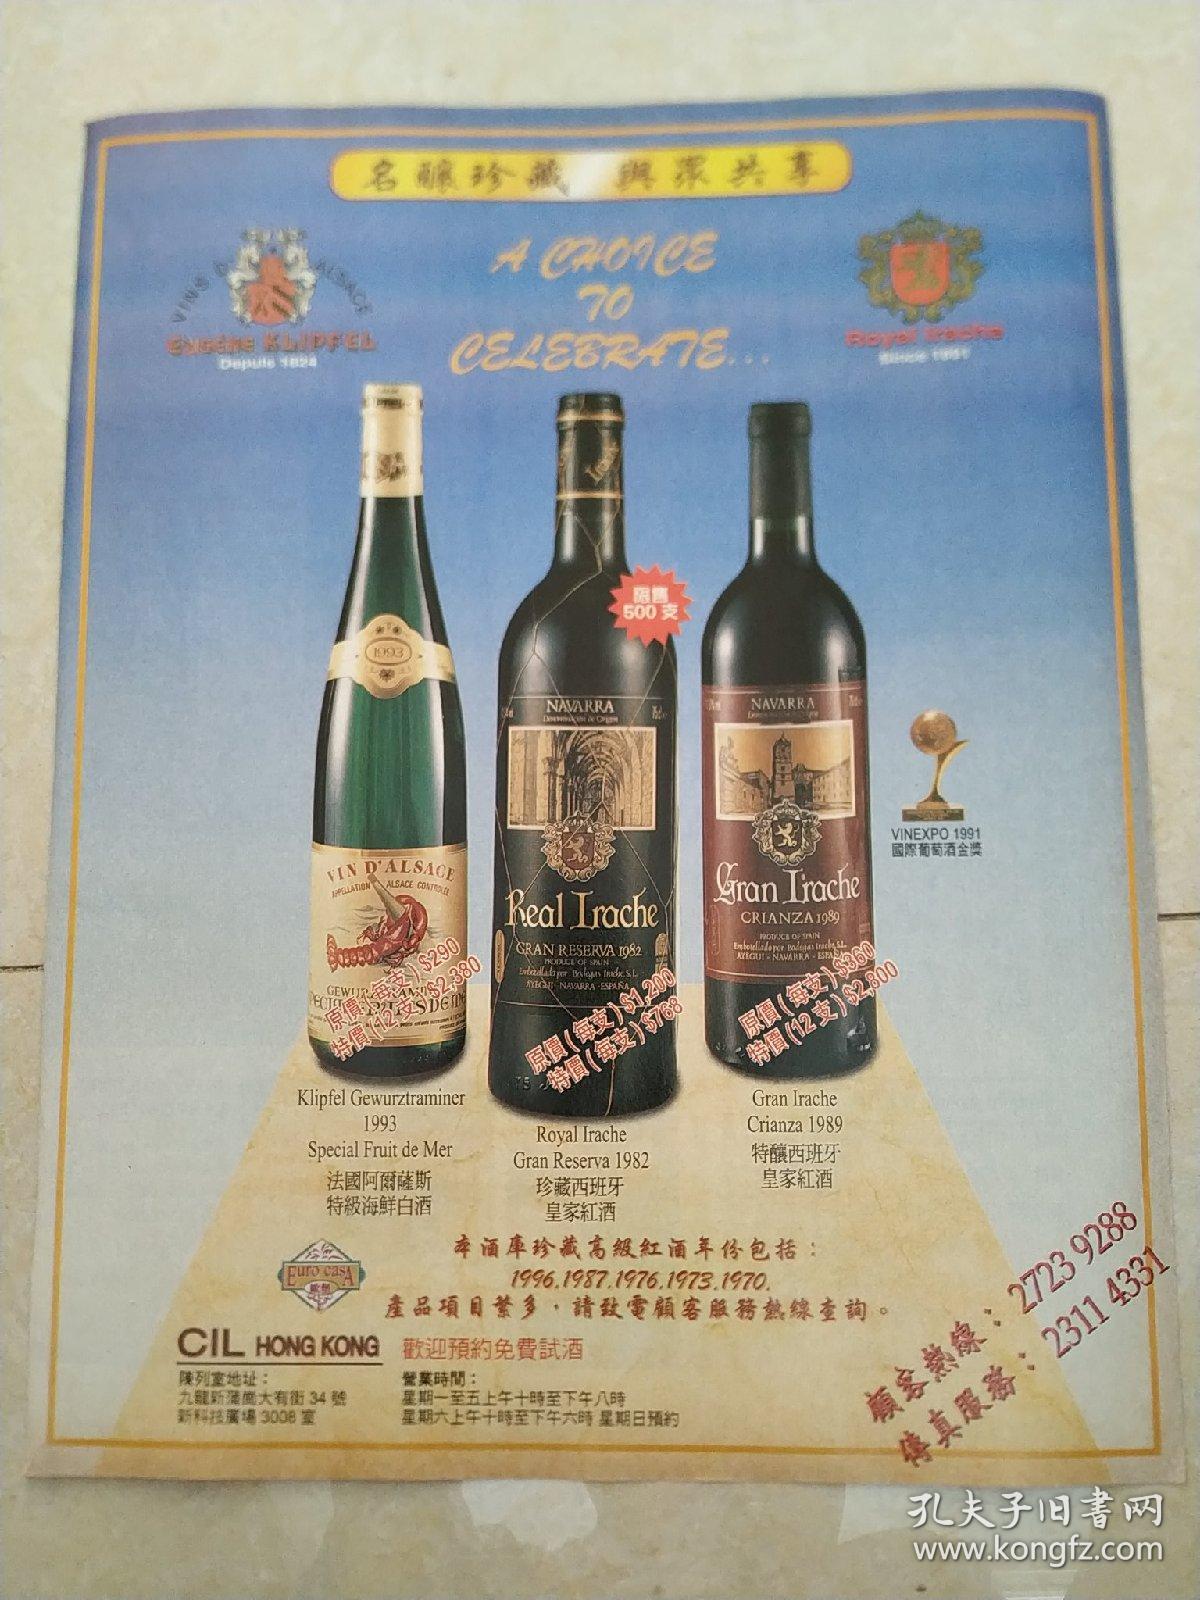 名釀珍藏 與眾共享
A CHOICE
TO
CELEBRATE...
VINS D'ALSACE
EUGÈNE KLIPFEL
Depuis 1824
Royal Irache
Since 1891
1993
VIN D'ALSACE
APPELLATION ALSACE CONTROLÉE
原價(每支)$290
特價(12支)$2,380
限售
500支
NAVARRA
Denominación de Origen
Real Irache
GRAN RESERVA 1982
PRODUCE OF SPAIN
Embotellado por Bodegas Irache, S.L.
AYEGUI - NAVARRA - ESPAÑA
原價(每支)$1,200
特價(每支)$768
NAVARRA
Gran Irache
CRIANZA 1989
PRODUCE OF SPAIN
Embotellado por Bodegas Irache, S.L.
AYEGUI - NAVARRA - ESPAÑA
原價(每支)$360
特價(12支)$2,800
VINEXPO 1991
國際葡萄酒金獎
Klipfel Gewurztraminer
1993
Special Fruit de Mer
法國阿爾薩斯
特級海鮮白酒
Royal Irache
Gran Reserva 1982
珍藏西班牙
皇家紅酒
Gran Irache
Crianza 1989
特釀西班牙
皇家紅酒
本酒庫珍藏高級紅酒年份包括：
1996,1987,1976,1973,1970,
產品項目繁多，請致電顧客服務熱線查詢。
Euro casA
CIL HONG KONG
歡迎預約免費試酒
陳列室地址：
九龍新蒲崗大有街34號
新科技廣場3008室
營業時間：
星期一至五上午十時至下午八時
星期六上午十時至下午六時 星期日預約
顧客熱線：2723 9288
傳真服務：2311 4331
孔夫子旧书网
www.kongfz.com